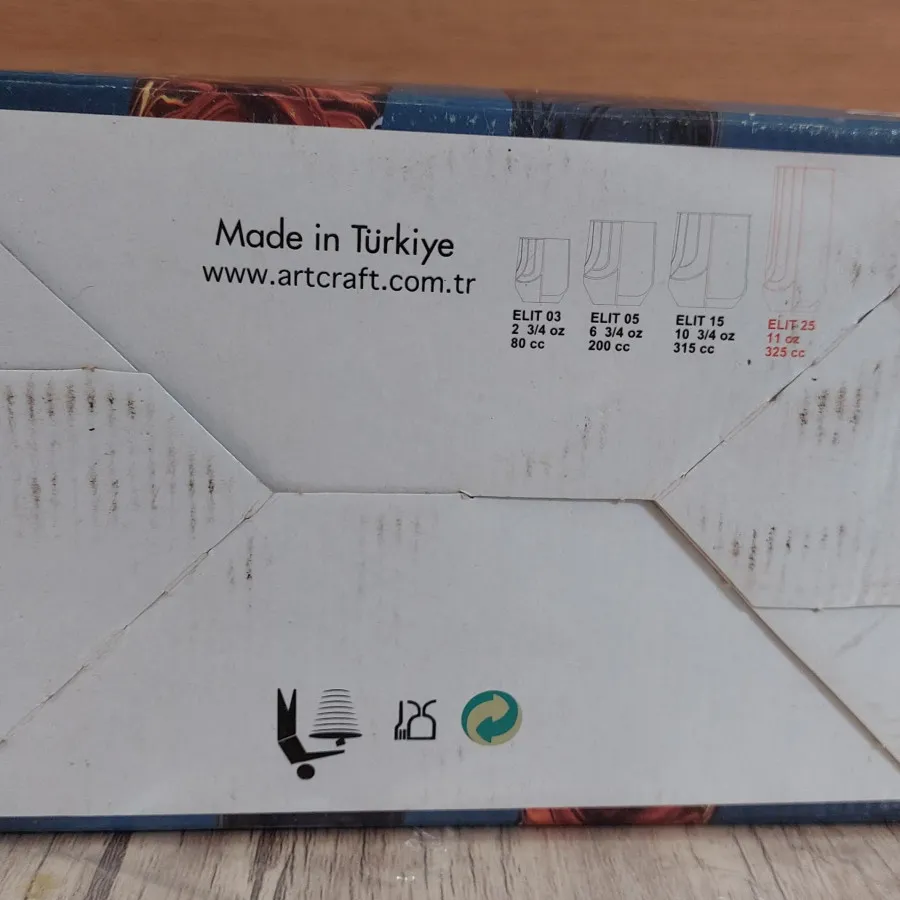 Made in Türkiye
www.artcraft.com.tr
ELIT 03
2 3/4 oz
80 cc
ELIT 05
6 3/4 oz
200 cc
ELIT 15
10 3/4 oz
315 cc
ELIT 25
11 oz
325 cc